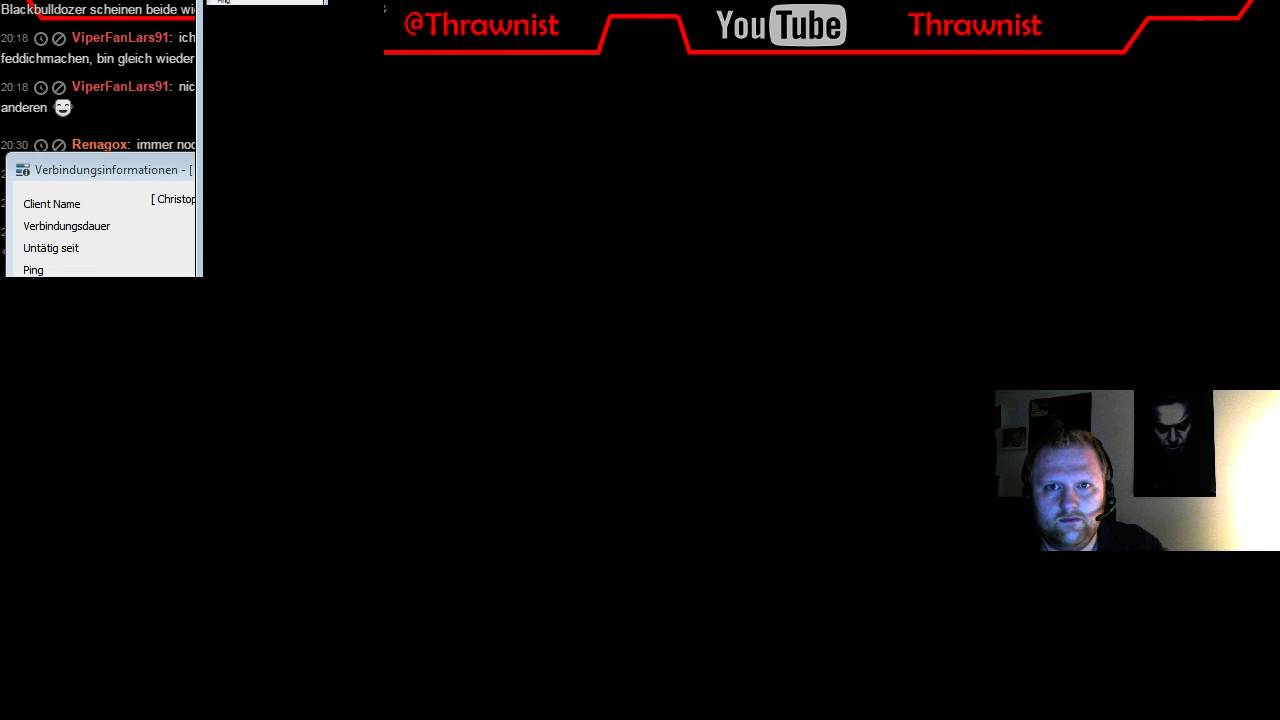 Blackbulldozer scheinen beide wi
20:18 ViperFanLars91: ich
feddichmachen, bin gleich wieder
20:18 ViperFanLars91: nic
anderen
20:30 Renagox: immer noc
Verbindungsinformationen - [
Client Name [ Christop
Verbindungsdauer
Untätig seit
Ping
@Thrawnist YouTube Thrawnist